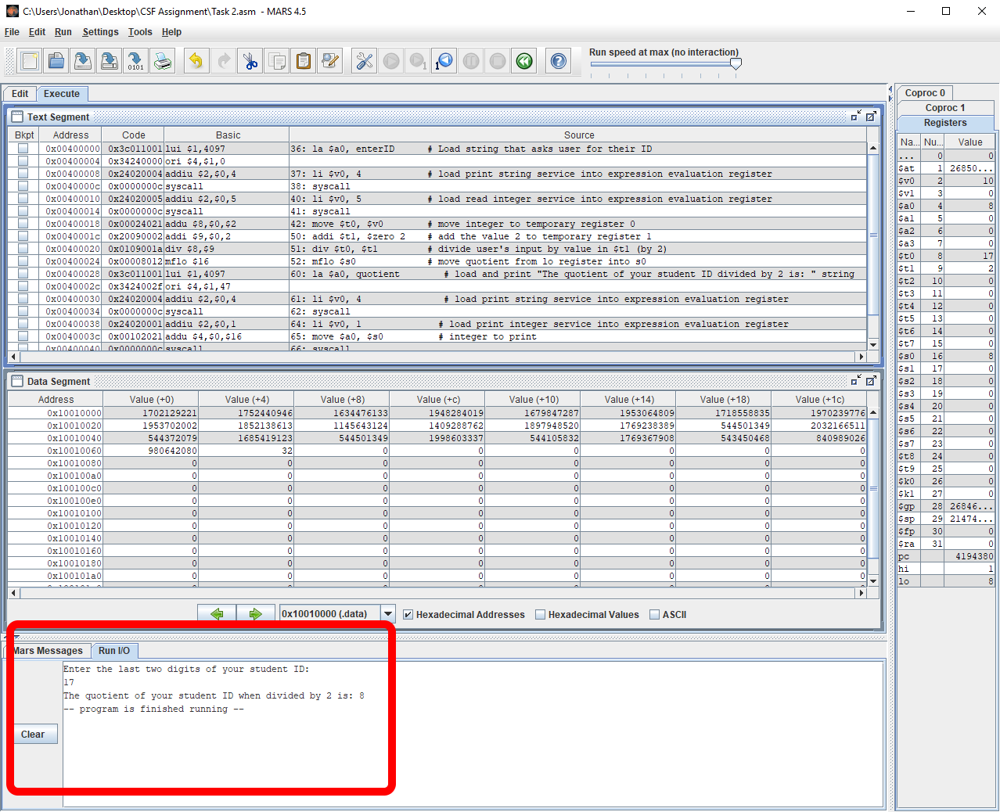 C:\Users\Jonathan\Desktop\CSF Assignment\Task 2.asm - MARS 4.5
File Edit Run Settings Tools Help
Run speed at max (no interaction)
Edit Execute
Text Segment
Bkpt Address Code Basic Source
0x00400000 0x3c011001 lui $1,4097 36: la $a0, enterID # Load string that asks user for their ID
0x00400004 0x34240000 ori $4,$1,0
0x00400008 0x24020004 addiu $2,$0,4 37: li $v0, 4 # load print string service into expression evaluation register
0x0040000c 0x0000000c syscall 38: syscall
0x00400010 0x24020005 addiu $2,$0,5 40: li $v0, 5 # load read integer service into expression evaluation register
0x00400014 0x0000000c syscall 41: syscall
0x00400018 0x00024021 addu $8,$0,$2 42: move $t0, $v0 # move integer to temporary register 0
0x0040001c 0x20090002 addi $9,$0,2 50: addi $t1, $zero 2 # add the value 2 to temporary register 1
0x00400020 0x0109001a div $8,$9 51: div $t0, $t1 # divide user's input by value in $t1 (by 2)
0x00400024 0x00008012 mflo $16 52: mflo $s0 # move quotient from lo register into s0
0x00400028 0x3c011001 lui $1,4097 60: la $a0, quotient # load and print "The quotient of your student ID divided by 2 is: " string
0x0040002c 0x3424002f ori $4,$1,47
0x00400030 0x24020004 addiu $2,$0,4 61: li $v0, 4 # load print string service into expression evaluation register
0x00400034 0x0000000c syscall 62: syscall
0x00400038 0x24020001 addiu $2,$0,1 64: li $v0, 1 # load print integer service into expression evaluation register
0x0040003c 0x00102021 addu $4,$0,$16 65: move $a0, $s0 # integer to print
0x00400040 0x0000000c syscall 66: syscall
Data Segment
Address Value (+0) Value (+4) Value (+8) Value (+c) Value (+10) Value (+14) Value (+18) Value (+1c)
0x10010000 1702129221 1752440946 1634476133 1948284019 1679847287 1953064809 1718558835 1970239776
0x10010020 1953702002 1852138613 1145643124 1409288762 1897948520 1769238389 544501349 2032166511
0x10010040 544372079 1685419123 544501349 1998603337 544105832 1769367908 543450468 840989026
0x10010060 980642080 32 0 0 0 0 0 0
0x10010080 0 0 0 0 0 0 0 0
0x100100a0 0 0 0 0 0 0 0 0
0x100100c0 0 0 0 0 0 0 0 0
0x100100e0 0 0 0 0 0 0 0 0
0x10010100 0 0 0 0 0 0 0 0
0x10010120 0 0 0 0 0 0 0 0
0x10010140 0 0 0 0 0 0 0 0
0x10010160 0 0 0 0 0 0 0 0
0x10010180 0 0 0 0 0 0 0 0
0x100101a0 0 0 0 0 0 0 0 0
0x10010000 (.data) Hexadecimal Addresses Hexadecimal Values ASCII
Mars Messages Run I/O
Enter the last two digits of your student ID:
17
The quotient of your student ID when divided by 2 is: 8
-- program is finished running --
Clear
Coproc 0
Coproc 1
Registers
Na... Nu... Value
... 0 0
$at 1 26850...
$v0 2 10
$v1 3 0
$a0 4 8
$a1 5 0
$a2 6 0
$a3 7 0
$t0 8 17
$t1 9 2
$t2 10 0
$t3 11 0
$t4 12 0
$t5 13 0
$t6 14 0
$t7 15 0
$s0 16 8
$s1 17 0
$s2 18 0
$s3 19 0
$s4 20 0
$s5 21 0
$s6 22 0
$s7 23 0
$t8 24 0
$t9 25 0
$k0 26 0
$k1 27 0
$gp 28 26846...
$sp 29 21474...
$fp 30 0
$ra 31 0
pc 4194380
hi 1
lo 8